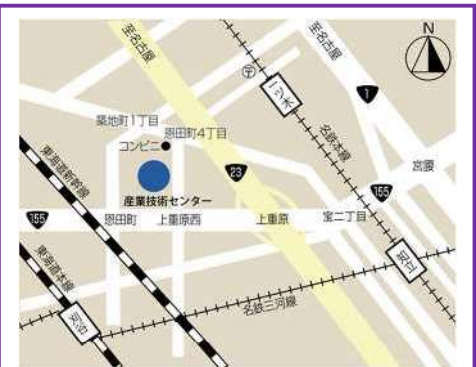 至名古屋
至名古屋
N
一ツ木
〒
1
築地町1丁目
恩田町4丁目
コンビニ
名鉄本線
東海道新幹線
23
宮腰
155
産業技術センター
155
恩田町
上重原西
上重原
宝二丁目
東海道本線
知立
名鉄三河線
刈谷